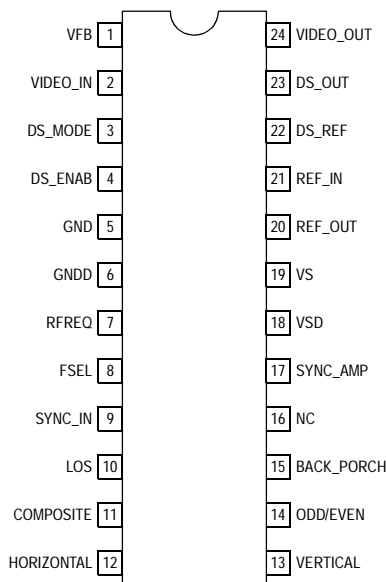 VFB 1 24 VIDEO_OUT
VIDEO_IN 2 23 DS_OUT
DS_MODE 3 22 DS_REF
DS_ENAB 4 21 REF_IN
GND 5 20 REF_OUT
GNDD 6 19 VS
RFREQ 7 18 VSD
FSEL 8 17 SYNC_AMP
SYNC_IN 9 16 NC
LOS 10 15 BACK_PORCH
COMPOSITE 11 14 ODD/EVEN
HORIZONTAL 12 13 VERTICAL